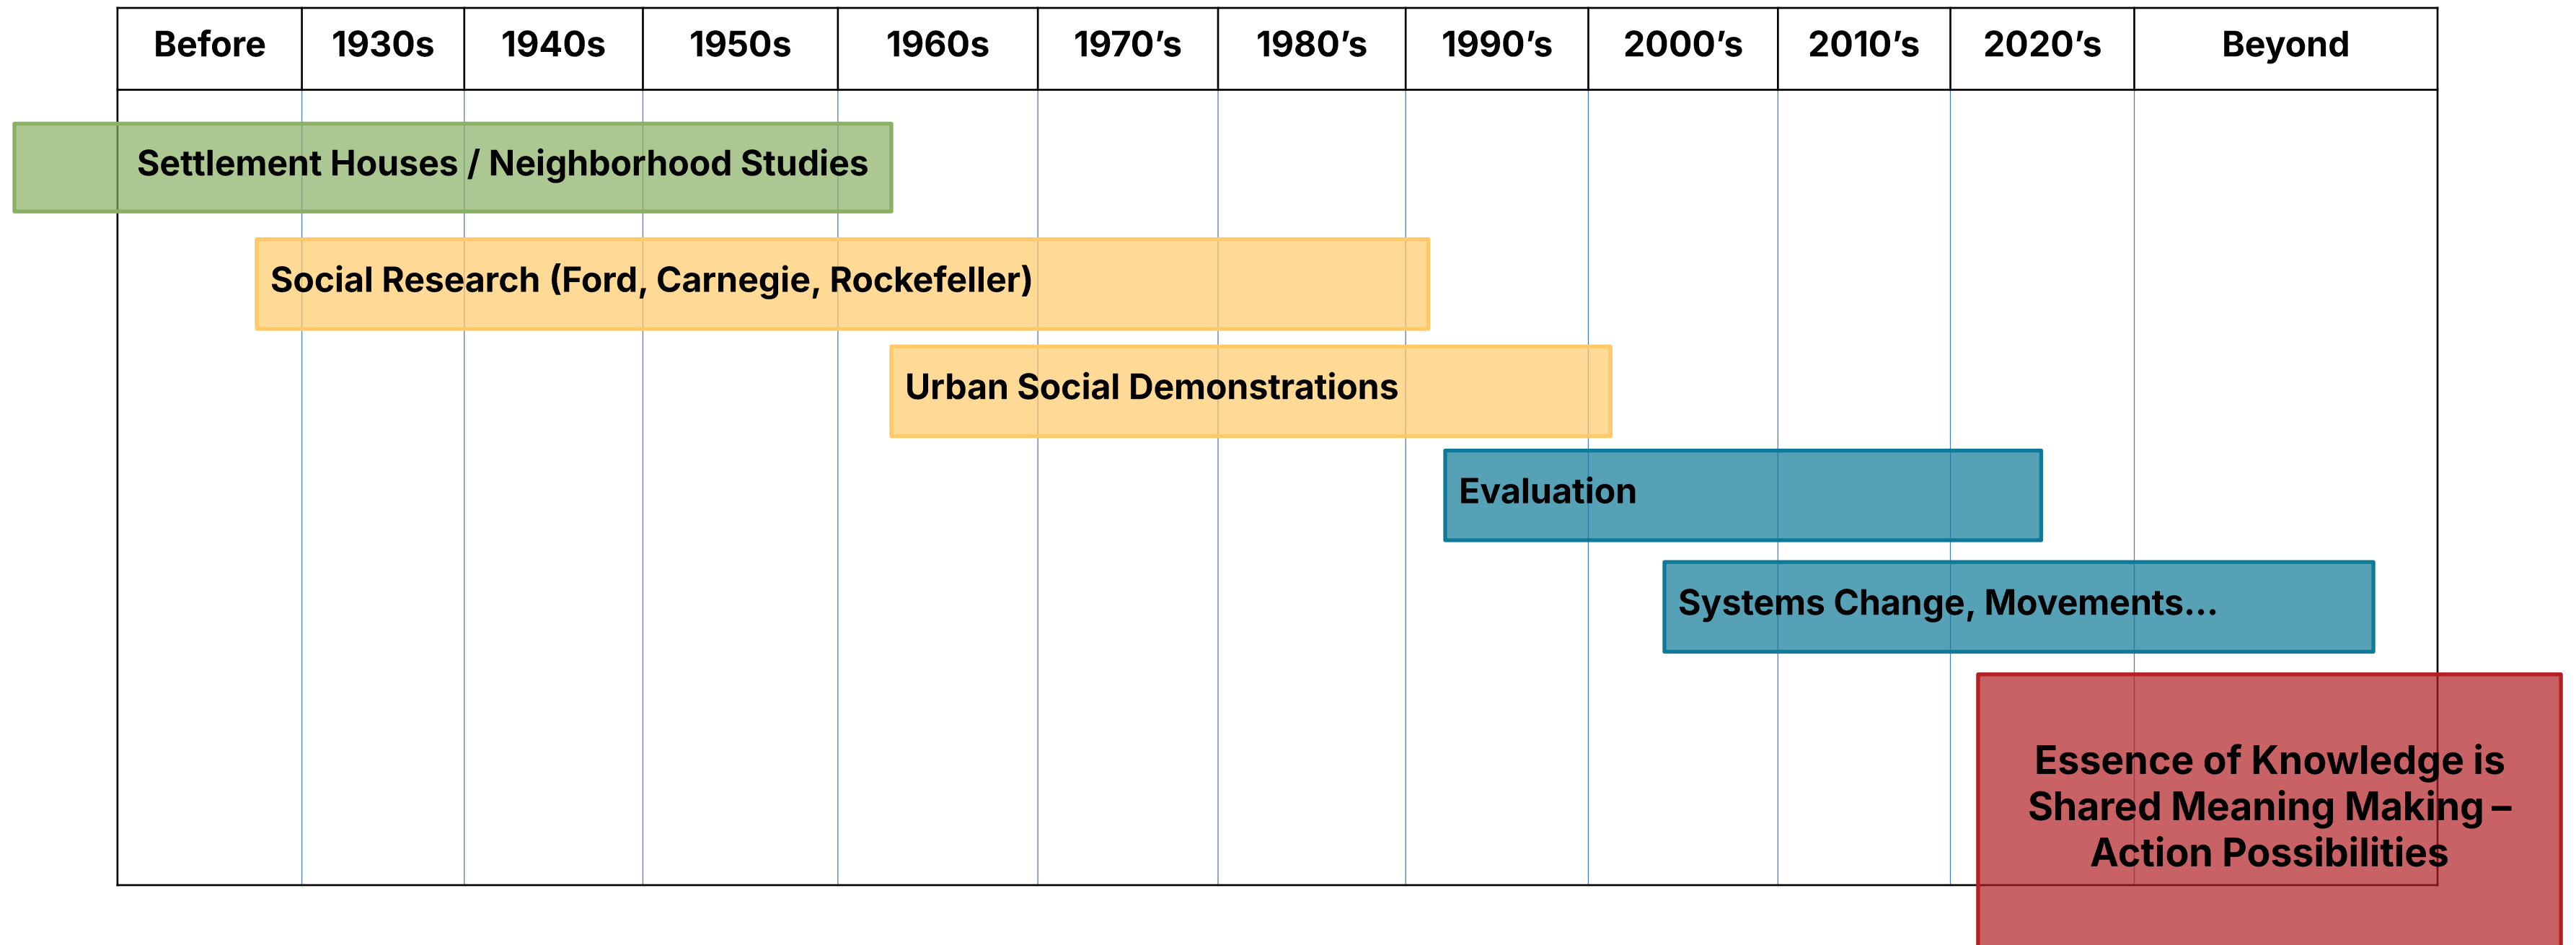 Before 1930s 1940s 1950s 1960s 1970’s 1980’s 1990’s 2000’s 2010’s 2020’s Beyond
Settlement Houses / Neighborhood Studies
Social Research (Ford, Carnegie, Rockefeller)
Urban Social Demonstrations
Evaluation
Systems Change, Movements...
Essence of Knowledge is
Shared Meaning Making –
Action Possibilities